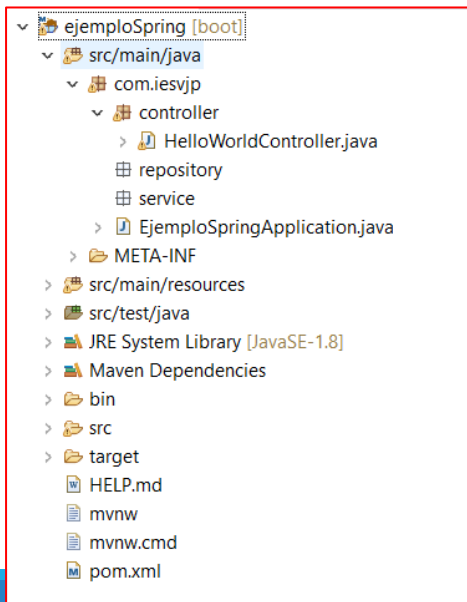 ejemploSpring [boot]
src/main/java
com.iesvjp
controller
HelloWorldController.java
repository
service
EjemploSpringApplication.java
META-INF
src/main/resources
src/test/java
JRE System Library [JavaSE-1.8]
Maven Dependencies
bin
src
target
HELP.md
mvnw
mvnw.cmd
pom.xml